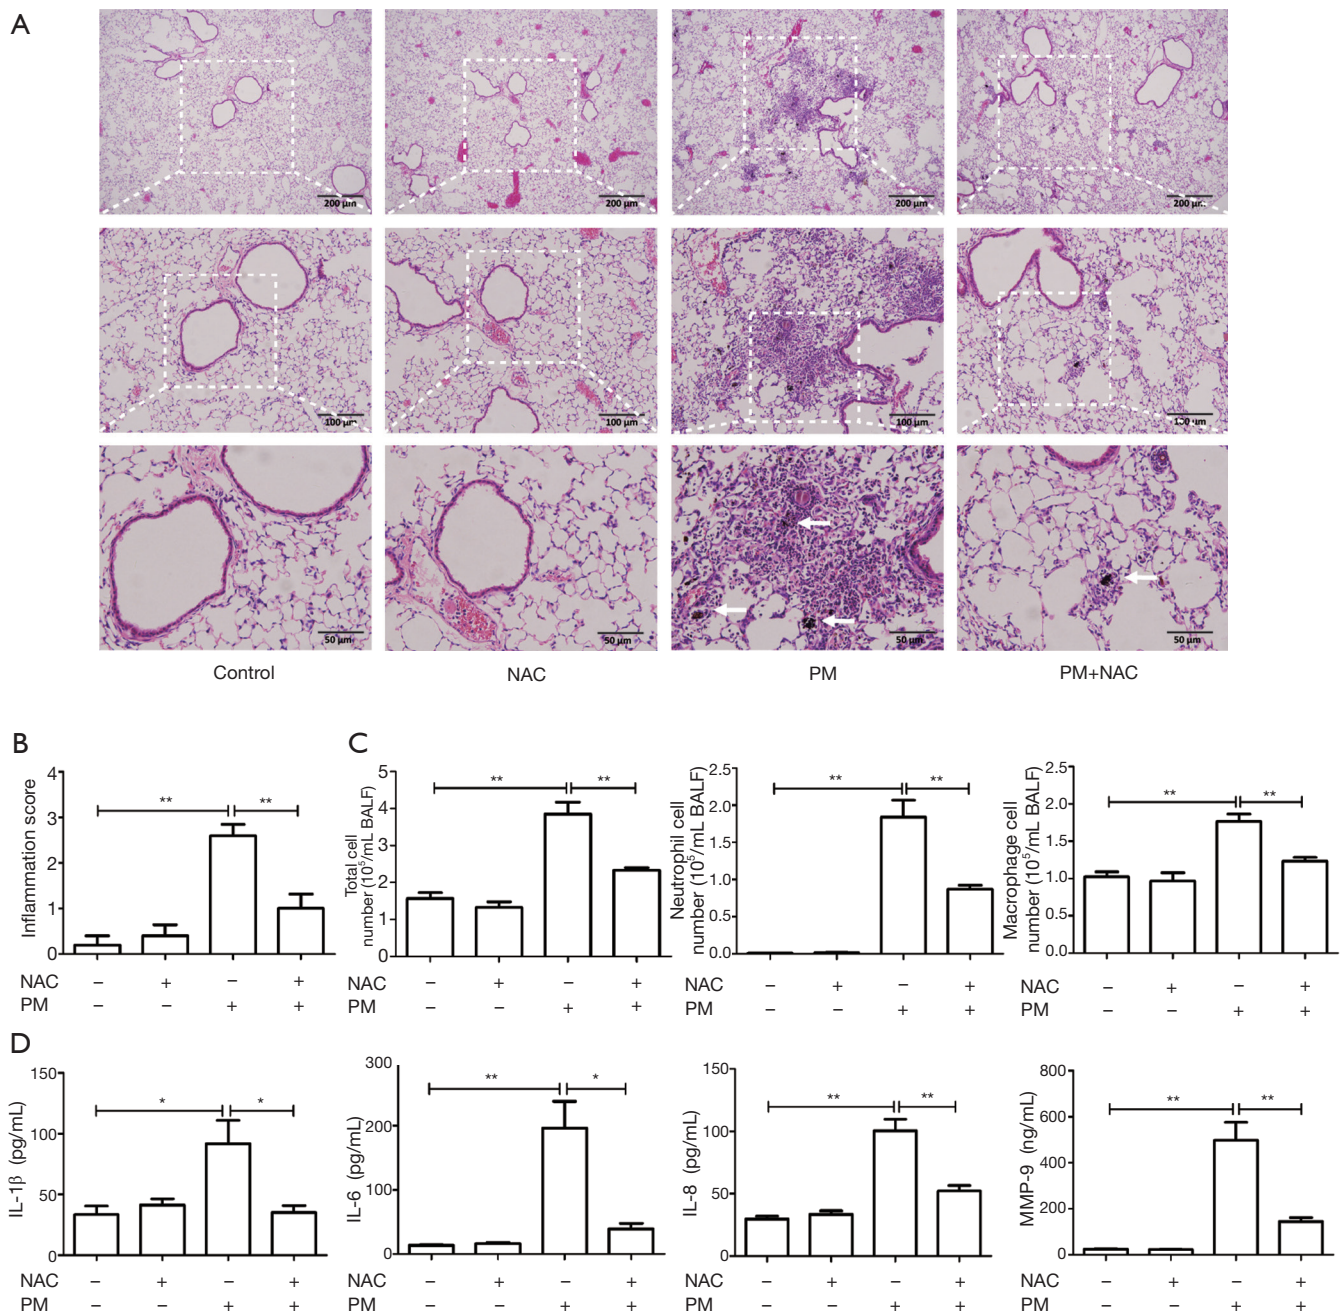 A
200 µm 200 µm 200 µm 200 µm
100 µm 100 µm 100 µm 100 µm
50 µm 50 µm 50 µm 50 µm
Control NAC PM PM+NAC
B
Inflammation score
4
3
2
1
0
** **
NAC − + − +
PM − − + +
C
Total cell
number (10⁵/mL BALF)
5
4
3
2
1
0
** **
NAC − + − +
PM − − + +
Neutrophil cell
number (10⁵/mL BALF)
2.5
2.0
1.5
1.0
0.5
0.0
** **
− + − +
− − + +
Macrophage cell
number (10⁵/mL BALF)
2.5
2.0
1.5
1.0
0.5
0.0
** **
NAC − + − +
PM − − + +
D
IL-1β (pg/mL)
150
100
50
0
* *
NAC − + − +
PM − − + +
IL-6 (pg/mL)
300
200
100
0
** *
NAC − + − +
PM − − + +
IL-8 (pg/mL)
150
100
50
0
** **
NAC − + − +
PM − − + +
MMP-9 (ng/mL)
800
600
400
200
0
** **
NAC − + − +
PM − − + +